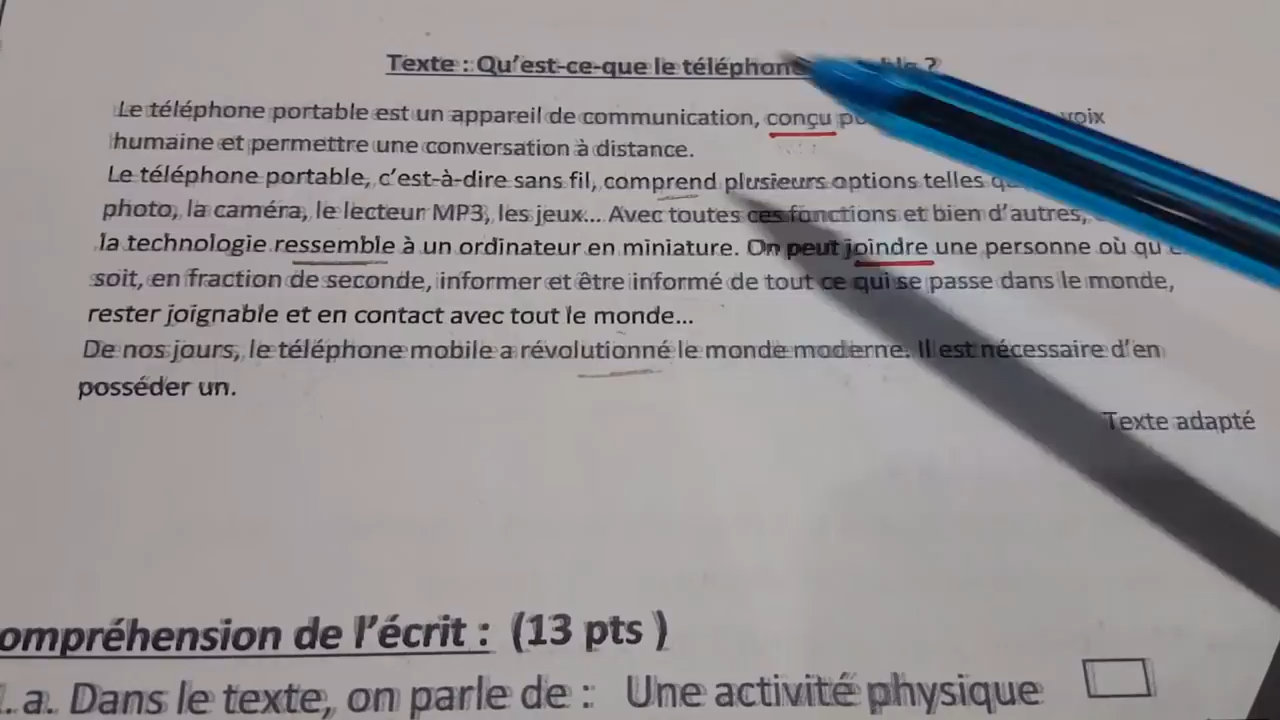 Texte : Qu'est-ce-que le téléphone ?
Le téléphone portable est un appareil de communication, conçu voix
humaine et permettre une conversation à distance.
Le téléphone portable, c'est-à-dire sans fil, comprend plusieurs options telles
photo, la caméra, le lecteur MP3, les jeux... Avec toutes ces fonctions et bien d'autres,
la technologie ressemble à un ordinateur en miniature. On peut joindre une personne où
soit, en fraction de seconde, informer et être informé de tout ce qui se passe dans le monde,
rester joignable et en contact avec tout le monde...
De nos jours, le téléphone mobile a révolutionné le monde moderne. Il est nécessaire d'en
posséder un.
Texte adapté
ompréhension de l'écrit : (13 pts )
.a. Dans le texte, on parle de : Une activité physique